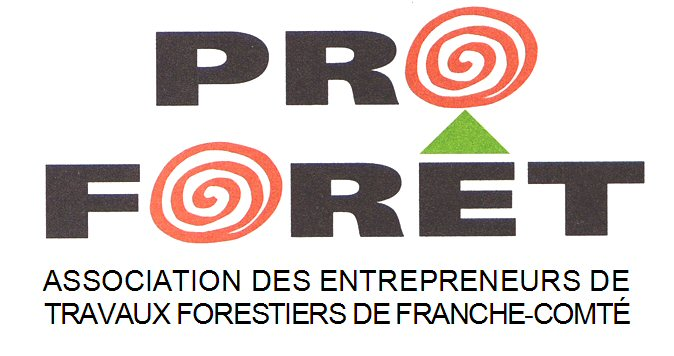 PRO
FORÊT
ASSOCIATION DES ENTREPRENEURS DE
TRAVAUX FORESTIERS DE FRANCHE-COMTÉ